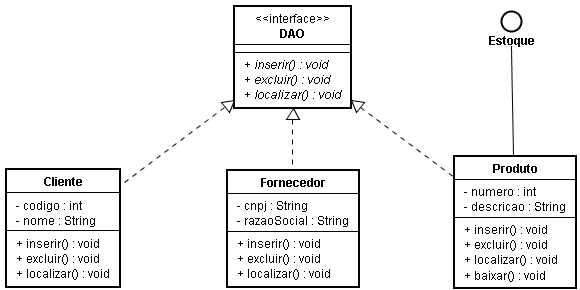 <<interface>>
DAO
+ inserir() : void
+ excluir() : void
+ localizar() : void
Estoque
Cliente
- codigo : int
- nome : String
+ inserir() : void
+ excluir() : void
+ localizar() : void
Fornecedor
- cnpj : String
- razaoSocial : String
+ inserir() : void
+ excluir() : void
+ localizar() : void
Produto
- numero : int
- descricao : String
+ inserir() : void
+ excluir() : void
+ localizar() : void
+ baixar() : void